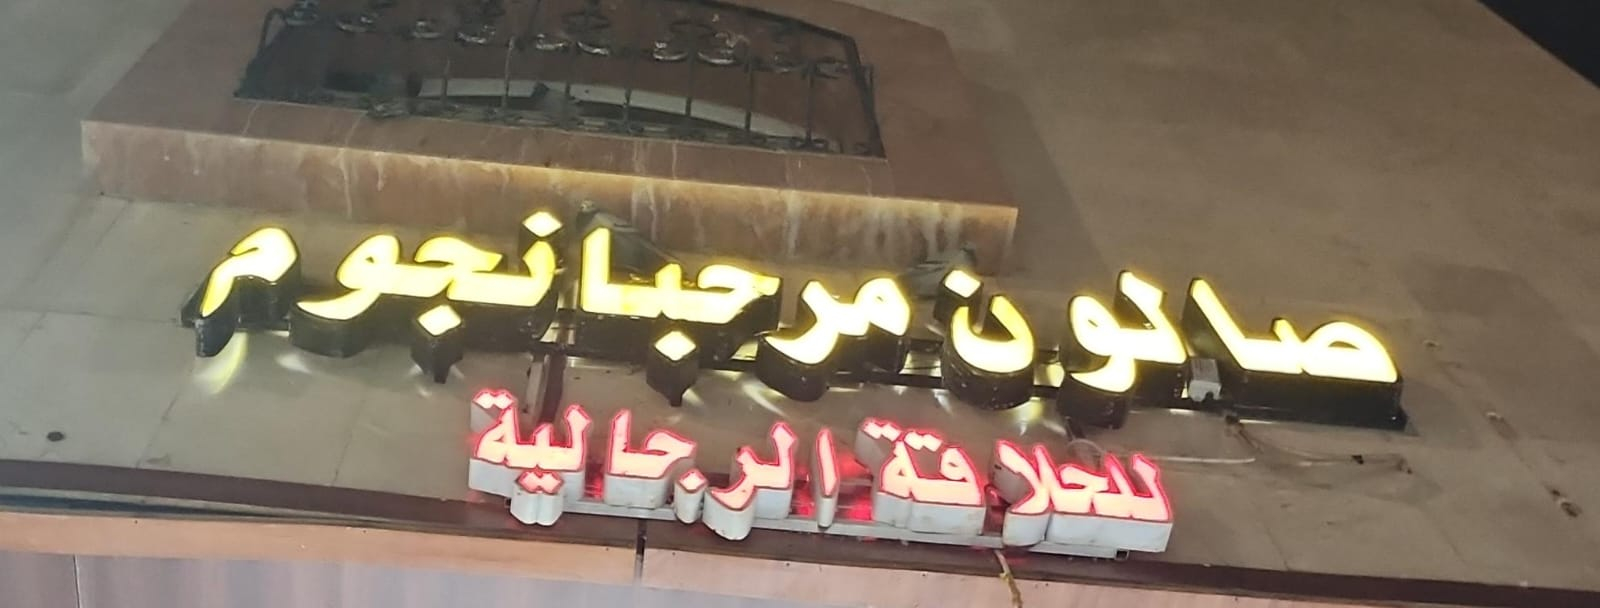 صالون مرحبا نجوم
للحلاقة الرجالية